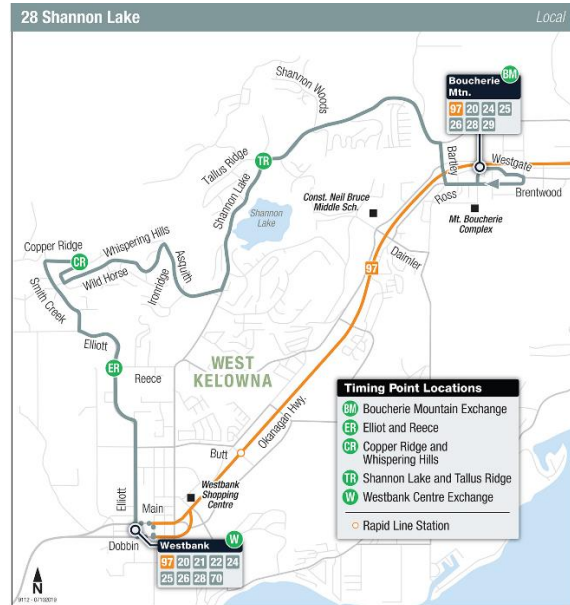 28 Shannon Lake
Local
Shannon Woods
Boucherie
Mtn.
BM
97 20 24 25
26 28 29
Tallus Ridge
TR
Bartley
Westgate
Shannon Lake
Const. Neil Bruce
Middle Sch.
Ross
Brentwood
Shannon
Lake
Mt. Boucherie
Complex
Copper Ridge
CR
Whispering Hills
Asquith
Wild Horse
Ironridge
Daimler
97
Smith Creek
Elliott
ER
Reece
WEST
KELOWNA
Okanagan Hwy.
Timing Point Locations
BM Boucherie Mountain Exchange
ER Elliot and Reece
CR Copper Ridge and
Whispering Hills
TR Shannon Lake and Tallus Ridge
W Westbank Centre Exchange
Rapid Line Station
Butt
Westbank
Shopping
Centre
Elliott
Main
Dobbin
Westbank
W
97 20 21 22 24
25 26 28 70
N
9112 - 07/182019